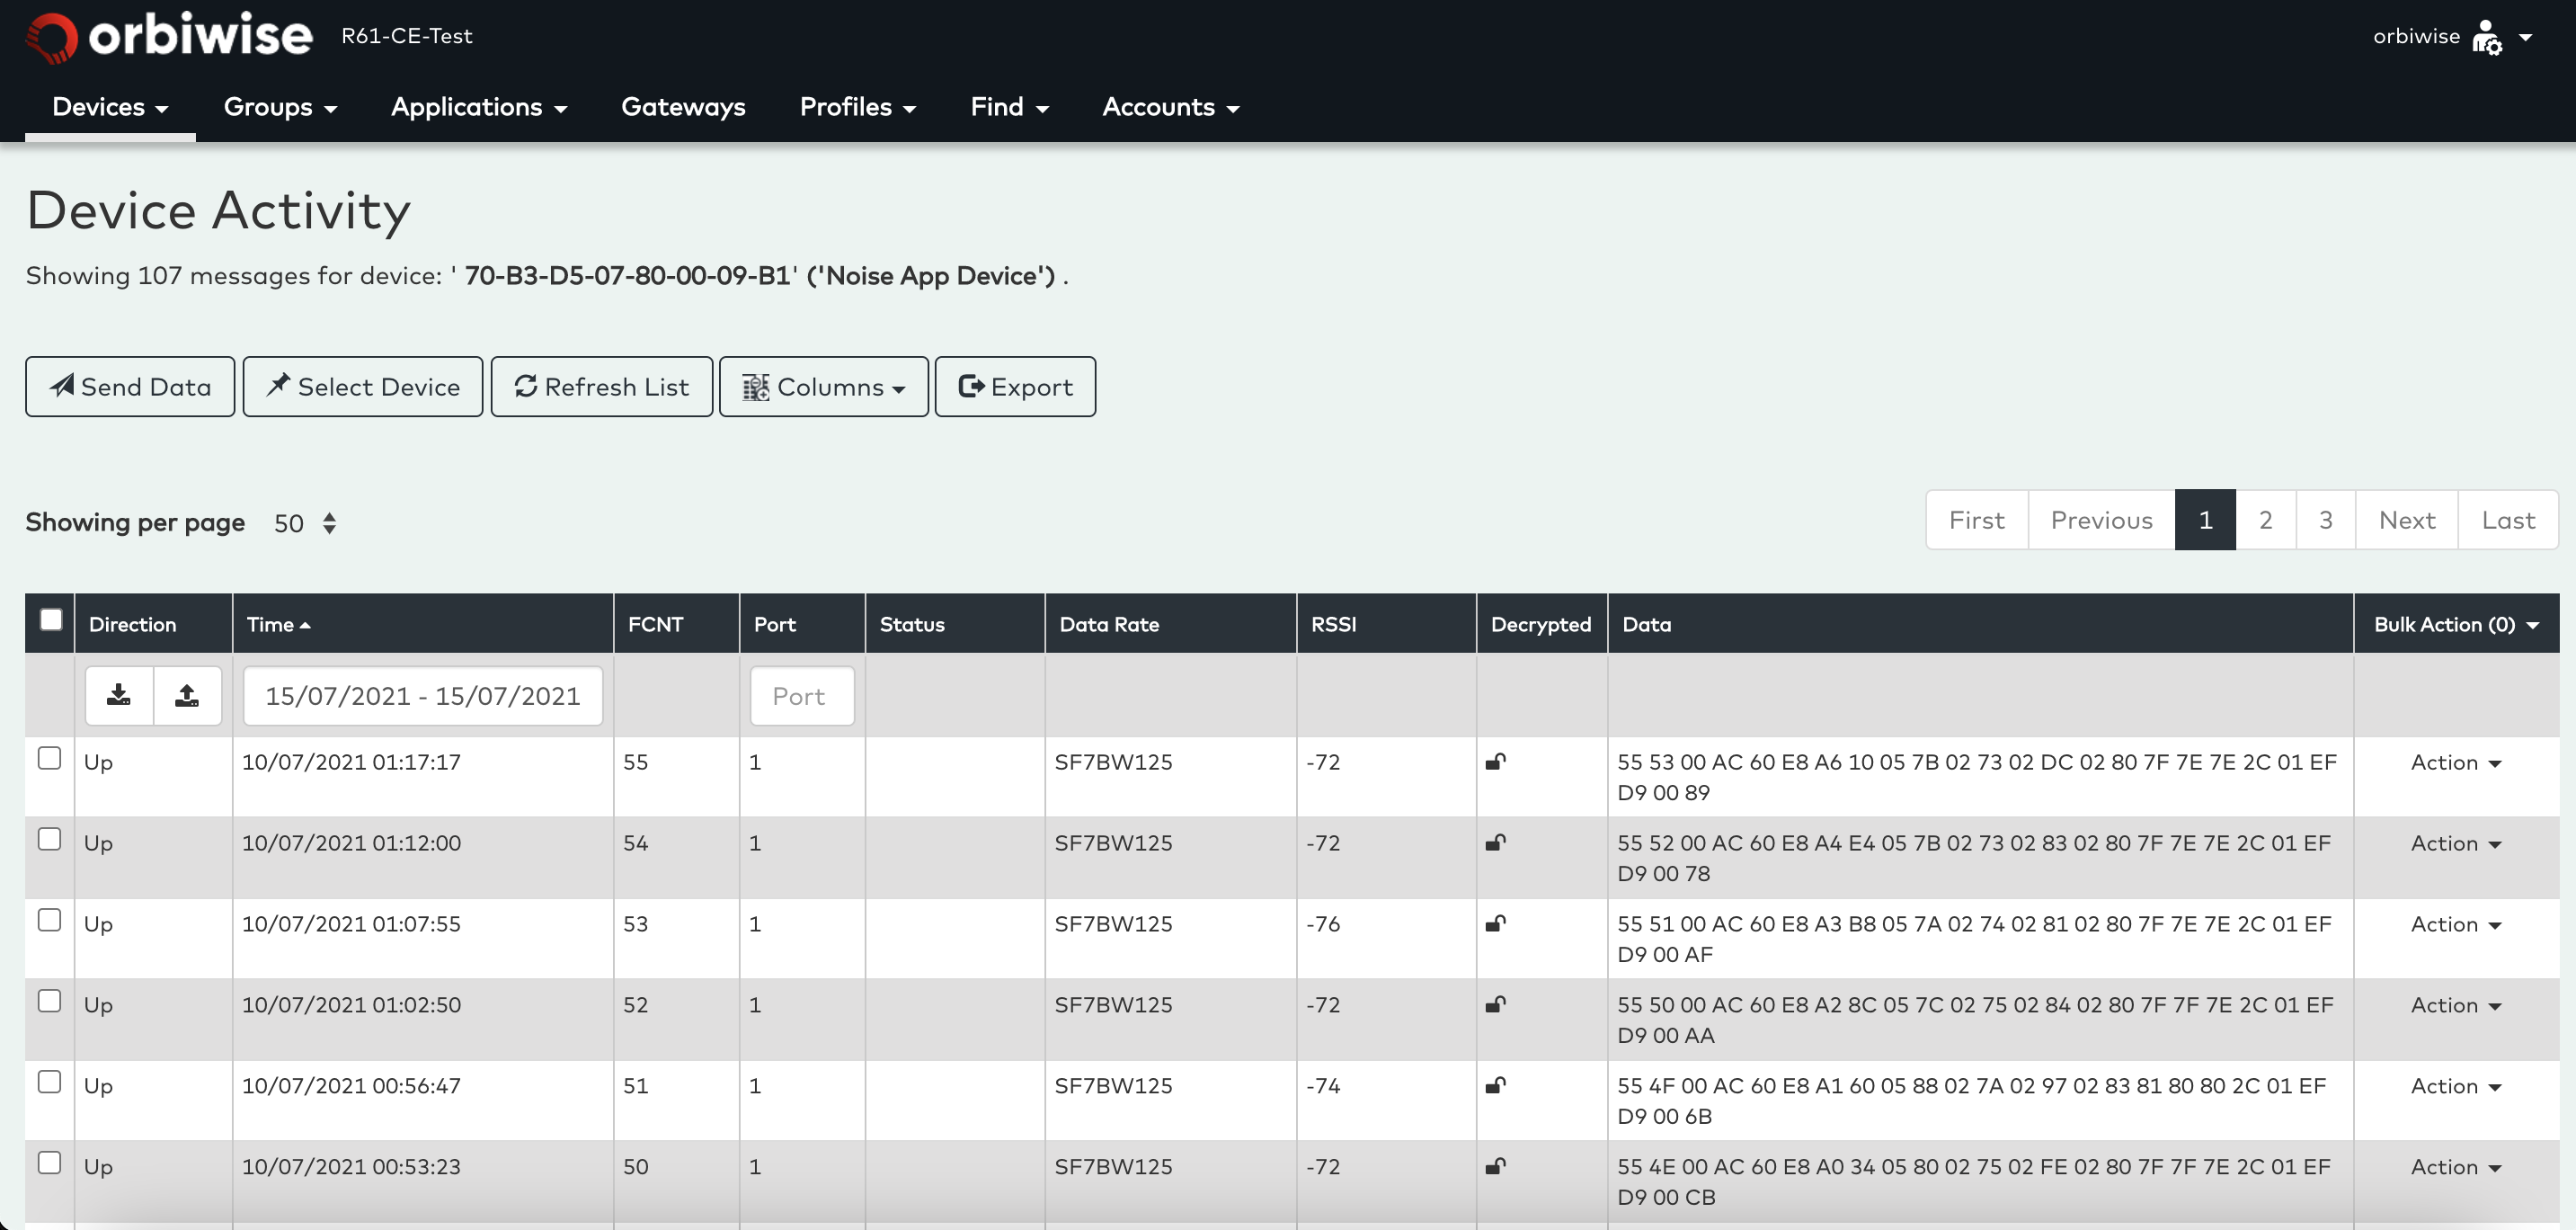 orbiwise R61-CE-Test orbiwise
Devices Groups Applications Gateways Profiles Find Accounts
Device Activity
Showing 107 messages for device: ' 70-B3-D5-07-80-00-09-B1' ('Noise App Device') .
Send Data Select Device Refresh List Columns Export
Showing per page 50 First Previous 1 2 3 Next Last
Direction Time FCNT Port Status Data Rate RSSI Decrypted Data Bulk Action (0)
15/07/2021 - 15/07/2021 Port
Up 10/07/2021 01:17:17 55 1 SF7BW125 -72 55 53 00 AC 60 E8 A6 10 05 7B 02 73 02 DC 02 80 7F 7E 7E 2C 01 EF Action
D9 00 89
Up 10/07/2021 01:12:00 54 1 SF7BW125 -72 55 52 00 AC 60 E8 A4 E4 05 7B 02 73 02 83 02 80 7F 7E 7E 2C 01 EF Action
D9 00 78
Up 10/07/2021 01:07:55 53 1 SF7BW125 -76 55 51 00 AC 60 E8 A3 B8 05 7A 02 74 02 81 02 80 7F 7E 7E 2C 01 EF Action
D9 00 AF
Up 10/07/2021 01:02:50 52 1 SF7BW125 -72 55 50 00 AC 60 E8 A2 8C 05 7C 02 75 02 84 02 80 7F 7F 7E 2C 01 EF Action
D9 00 AA
Up 10/07/2021 00:56:47 51 1 SF7BW125 -74 55 4F 00 AC 60 E8 A1 60 05 88 02 7A 02 97 02 83 81 80 80 2C 01 EF Action
D9 00 6B
Up 10/07/2021 00:53:23 50 1 SF7BW125 -72 55 4E 00 AC 60 E8 A0 34 05 80 02 75 02 FE 02 80 7F 7F 7E 2C 01 EF Action
D9 00 CB